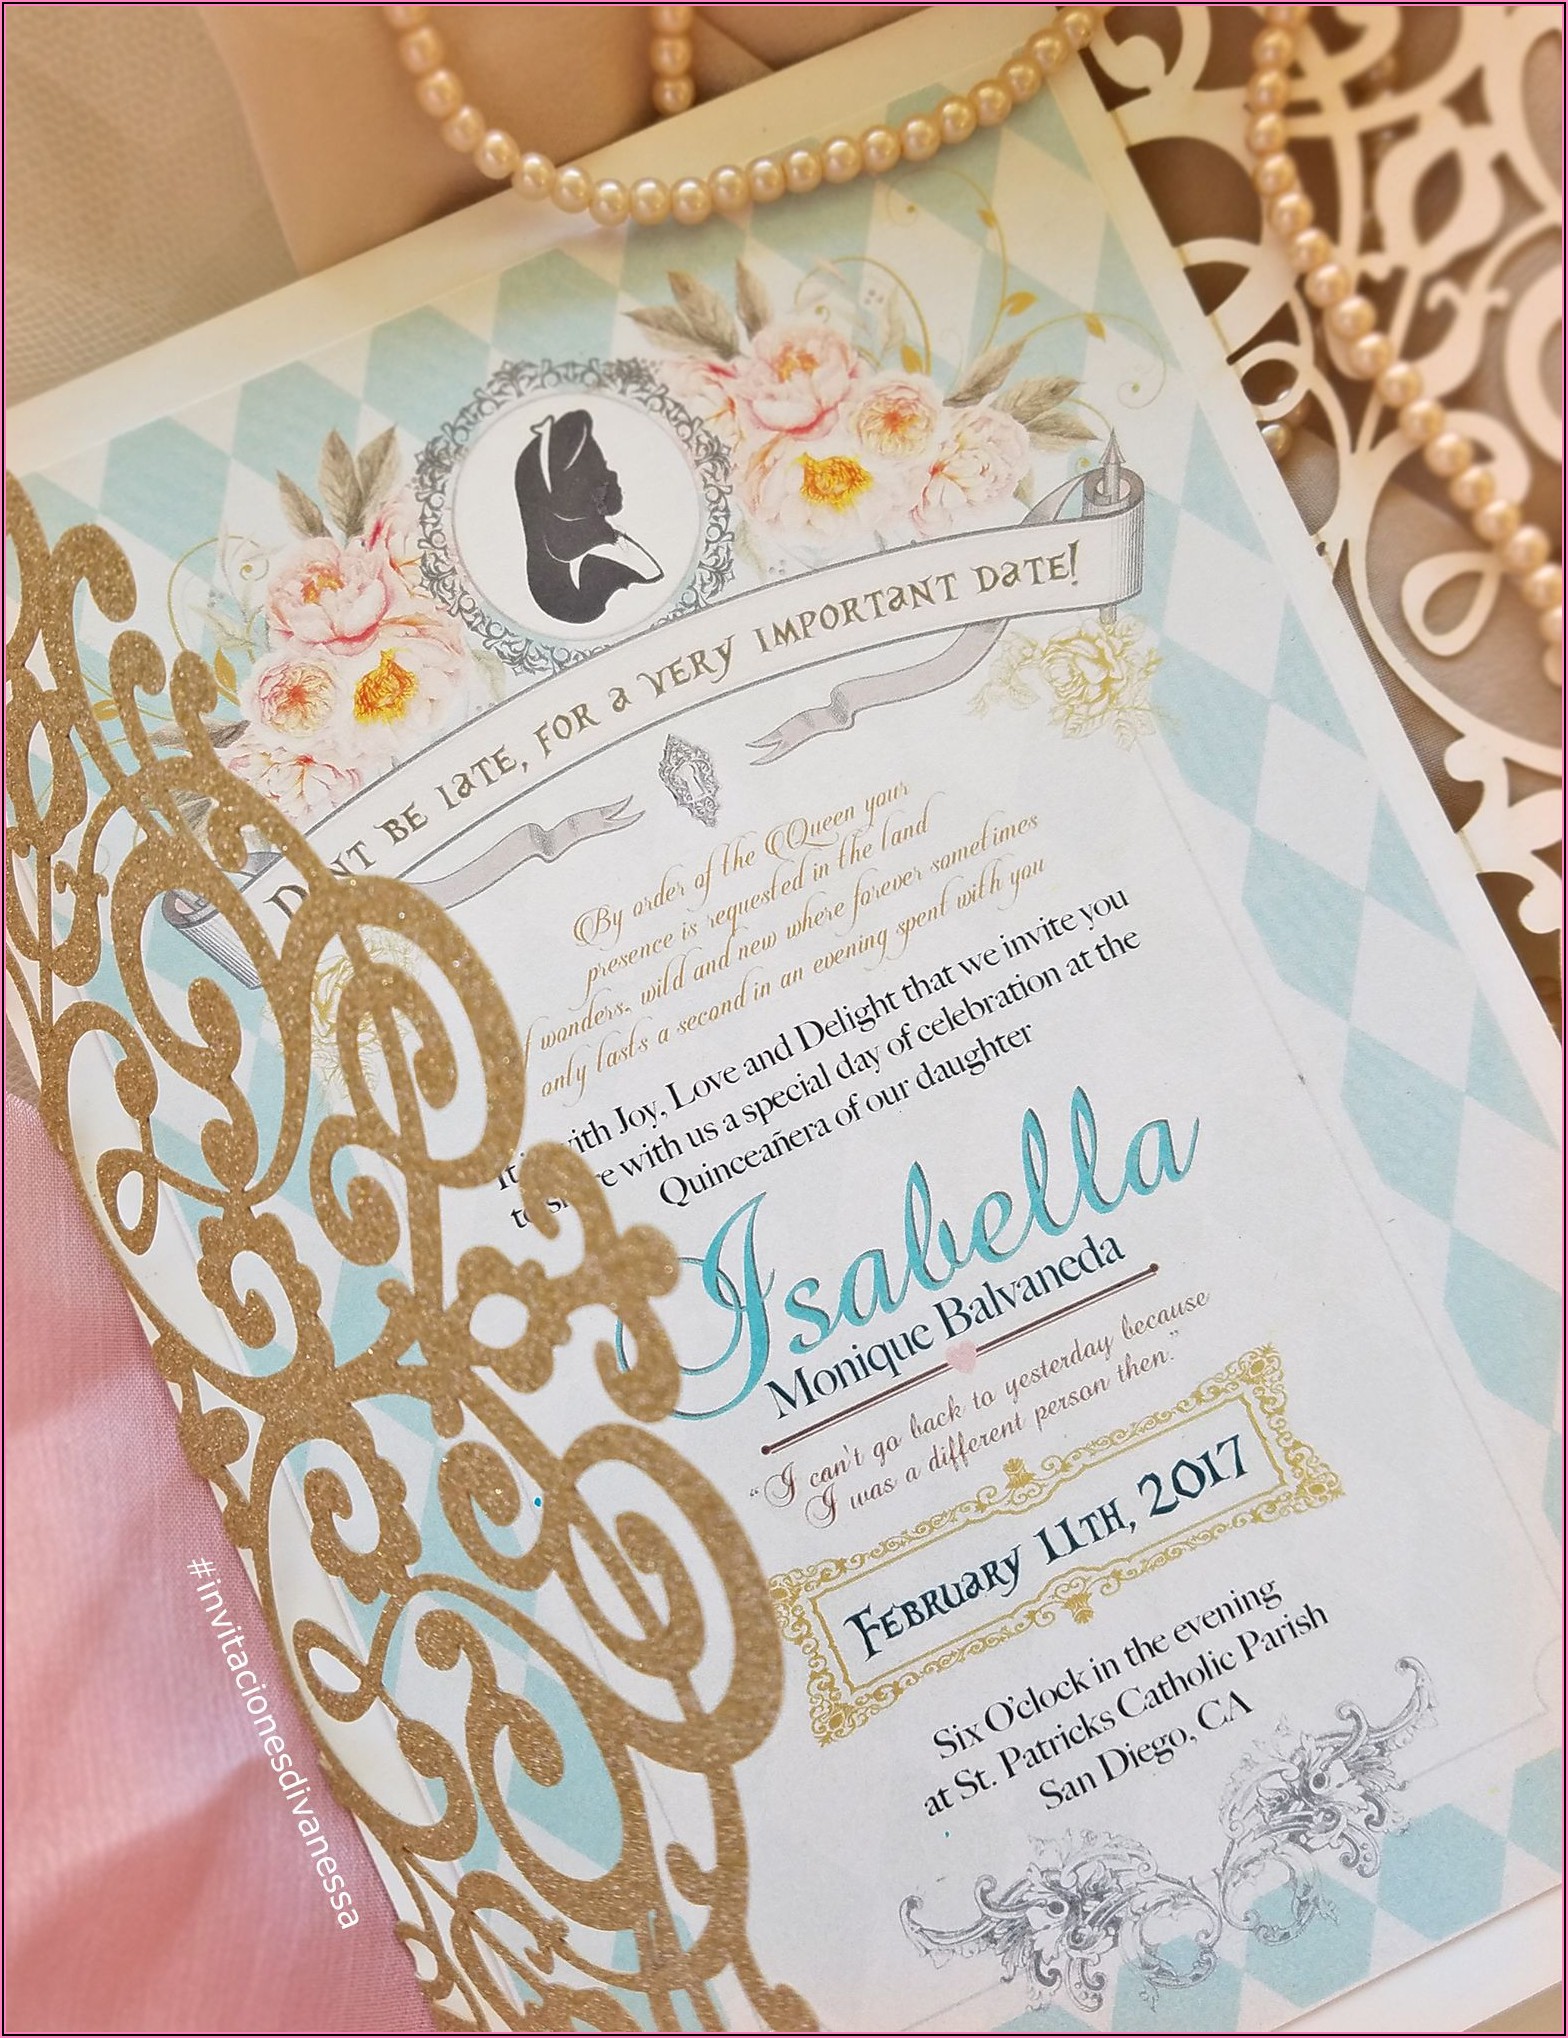 DON'T BE LATE, FOR A VERY IMPORTANT DATE!
By order of the Queen your
presence is requested in the land
wonders, wild and new where forever sometimes
only lasts a second in an evening spent with you
with Joy, Love and Delight that we invite you
to with us a special day of celebration at the
Quinceañera of our daughter
Isabella
Monique Balvaneda
"I can't go back to yesterday because
I was a different person then."
FEBRUARY 11TH, 2017
Six O'clock in the evening
at St. Patricks Catholic Parish
San Diego, CA
#invitacionesdivanessa